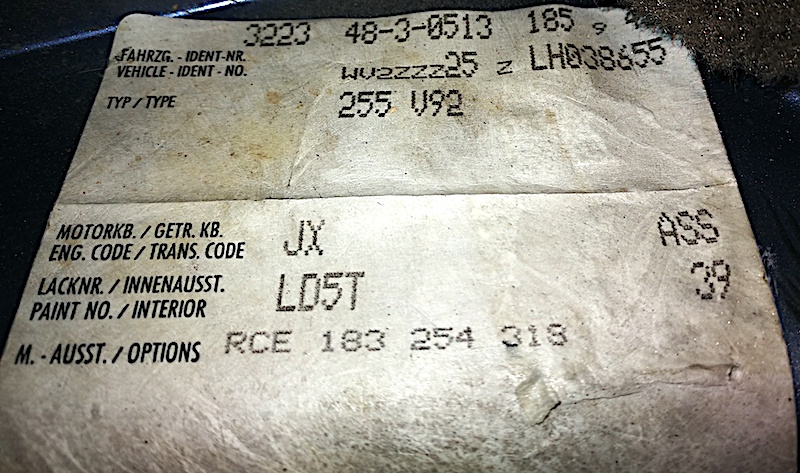 3223 48-3-0513 185
FAHRZG. - IDENT-NR.
VEHICLE - IDENT - NO.
WV2ZZZ25 Z LH038655
TYP / TYPE 255 V92
MOTORKB. / GETR. KB.
ENG. CODE / TRANS. CODE
JX ASS
LACKNR. / INNENAUSST.
PAINT NO. / INTERIOR
LD5T 39
M. - AUSST. / OPTIONS RCE 183 254 318